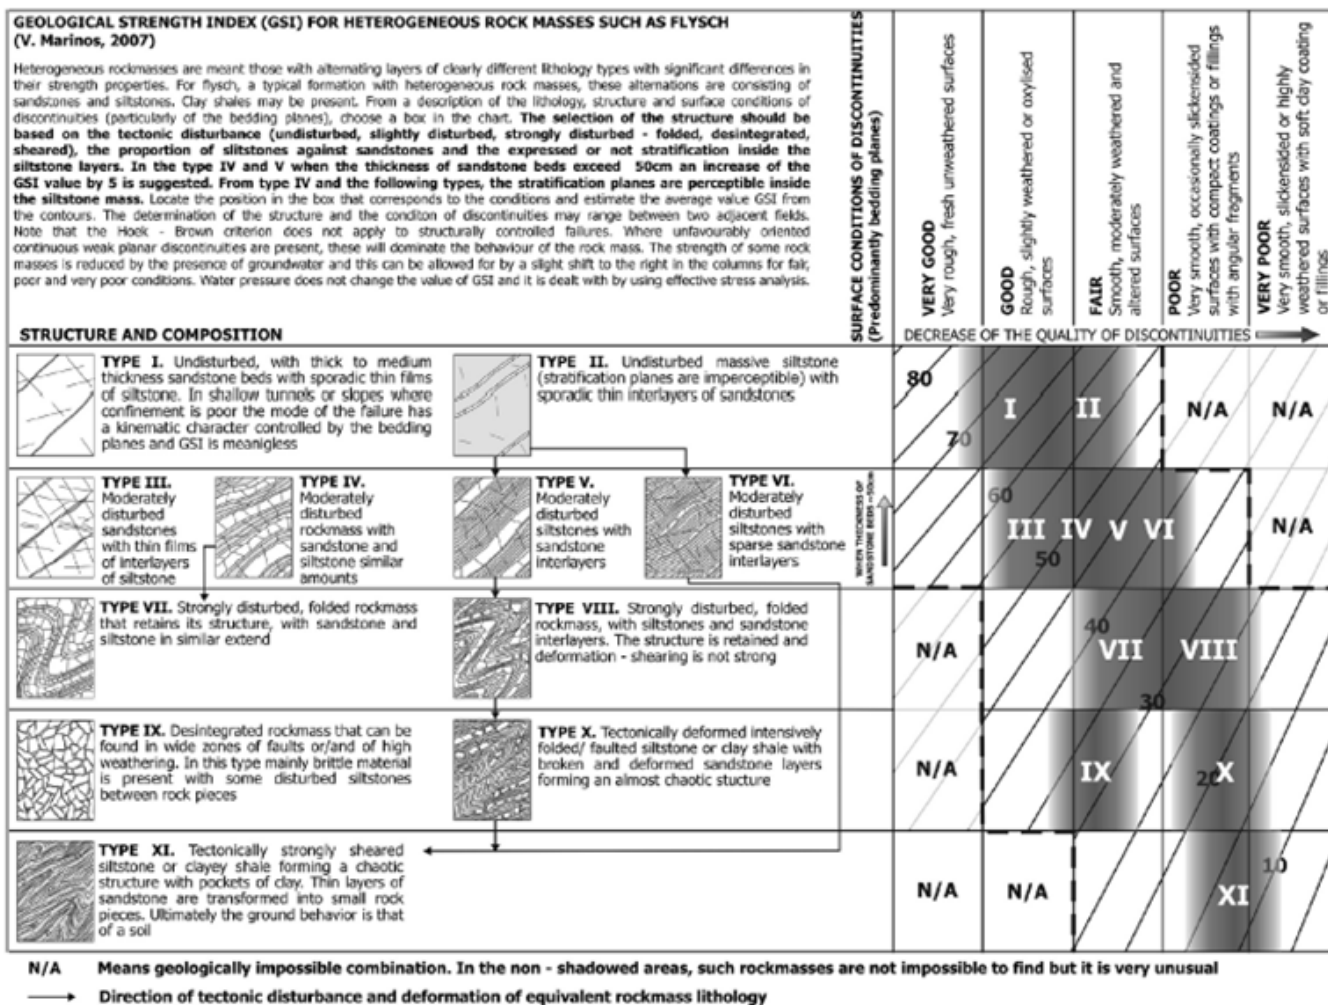 GEOLOGICAL STRENGTH INDEX (GSI) FOR HETEROGENEOUS ROCK MASSES SUCH AS FLYSCH
(V. Marinos, 2007)
Heterogeneous rockmasses are meant those with alternating layers of clearly different lithology types with significant differences in
their strength properties. For flysch, a typical formation with heterogeneous rock masses, these alternations are consisting of
sandstones and siltstones. Clay shales may be present. From a description of the lithology, structure and surface conditions of
discontinuities (particularly of the bedding planes), choose a box in the chart. The selection of the structure should be
based on the tectonic disturbance (undisturbed, slightly disturbed, strongly disturbed - folded, desintegrated,
sheared), the proportion of slitstones against sandstones and the expressed or not stratification inside the
siltstone layers. In the type IV and V when the thickness of sandstone beds exceed 50cm an increase of the
GSI value by 5 is suggested. From type IV and the following types, the stratification planes are perceptible inside
the siltstone mass. Locate the position in the box that corresponds to the conditions and estimate the average value GSI from
the contours. The determination of the structure and the conditon of discontinuities may range between two adjacent fields.
Note that the Hoek - Brown criterion does not apply to structurally controlled failures. Where unfavourably oriented
continuous weak planar discontinuities are present, these will dominate the behaviour of the rock mass. The strength of some rock
masses is reduced by the presence of groundwater and this can be allowed for by a slight shift to the right in the columns for fair,
poor and very poor conditions. Water pressure does not change the value of GSI and it is dealt with by using effective stress analysis.
STRUCTURE AND COMPOSITION
SURFACE CONDITIONS OF DISCONTINUITIES
(Predominantly bedding planes)
VERY GOOD
Very rough, fresh unweathered surfaces
GOOD
Rough, slightly weathered or oxylised
surfaces
FAIR
Smooth, moderately weathered and
altered surfaces
POOR
Very smooth, occasionally slickensided
surfaces with compact coatings or fillings
with angular fragments
VERY POOR
Very smooth, slickensided or highly
weathered surfaces with soft clay coating
or fillings
DECREASE OF THE QUALITY OF DISCONTINUITIES
TYPE I. Undisturbed, with thick to medium
thickness sandstone beds with sporadic thin films
of siltstone. In shallow tunnels or slopes where
confinement is poor the mode of the failure has
a kinematic character controlled by the bedding
planes and GSI is meanigless
TYPE II. Undisturbed massive siltstone
(stratification planes are imperceptible) with
sporadic thin interlayers of sandstones
80
70
I
II
N/A
N/A
TYPE III.
Moderately
disturbed
sandstones
with thin films
of interlayers
of siltstone
TYPE IV.
Moderately
disturbed
rockmass with
sandstone and
siltstone similar
amounts
TYPE V.
Moderately
disturbed
siltstones with
sandstone
interlayers
TYPE VI.
Moderately
disturbed
siltstones with
sparse sandstone
interlayers
WHEN THICKNESS OF
SANDSTONE BEDS >50cm
60
50
III
IV
V
VI
N/A
TYPE VII. Strongly disturbed, folded rockmass
that retains its structure, with sandstone and
siltstone in similar extend
TYPE VIII. Strongly disturbed, folded
rockmass, with siltstones and sandstone
interlayers. The structure is retained and
deformation - shearing is not strong
N/A
40
VII
VIII
30
TYPE IX. Desintegrated rockmass that can be
found in wide zones of faults or/and of high
weathering. In this type mainly brittle material
is present with some disturbed siltstones
between rock pieces
TYPE X. Tectonically deformed intensively
folded/ faulted siltstone or clay shale with
broken and deformed sandstone layers
forming an almost chaotic stucture
N/A
IX
20
X
TYPE XI. Tectonically strongly sheared
siltstone or clayey shale forming a chaotic
structure with pockets of clay. Thin layers of
sandstone are transformed into small rock
pieces. Ultimately the ground behavior is that
of a soil
N/A
N/A
XI
10
N/A Means geologically impossible combination. In the non - shadowed areas, such rockmasses are not impossible to find but it is very unusual
Direction of tectonic disturbance and deformation of equivalent rockmass lithology